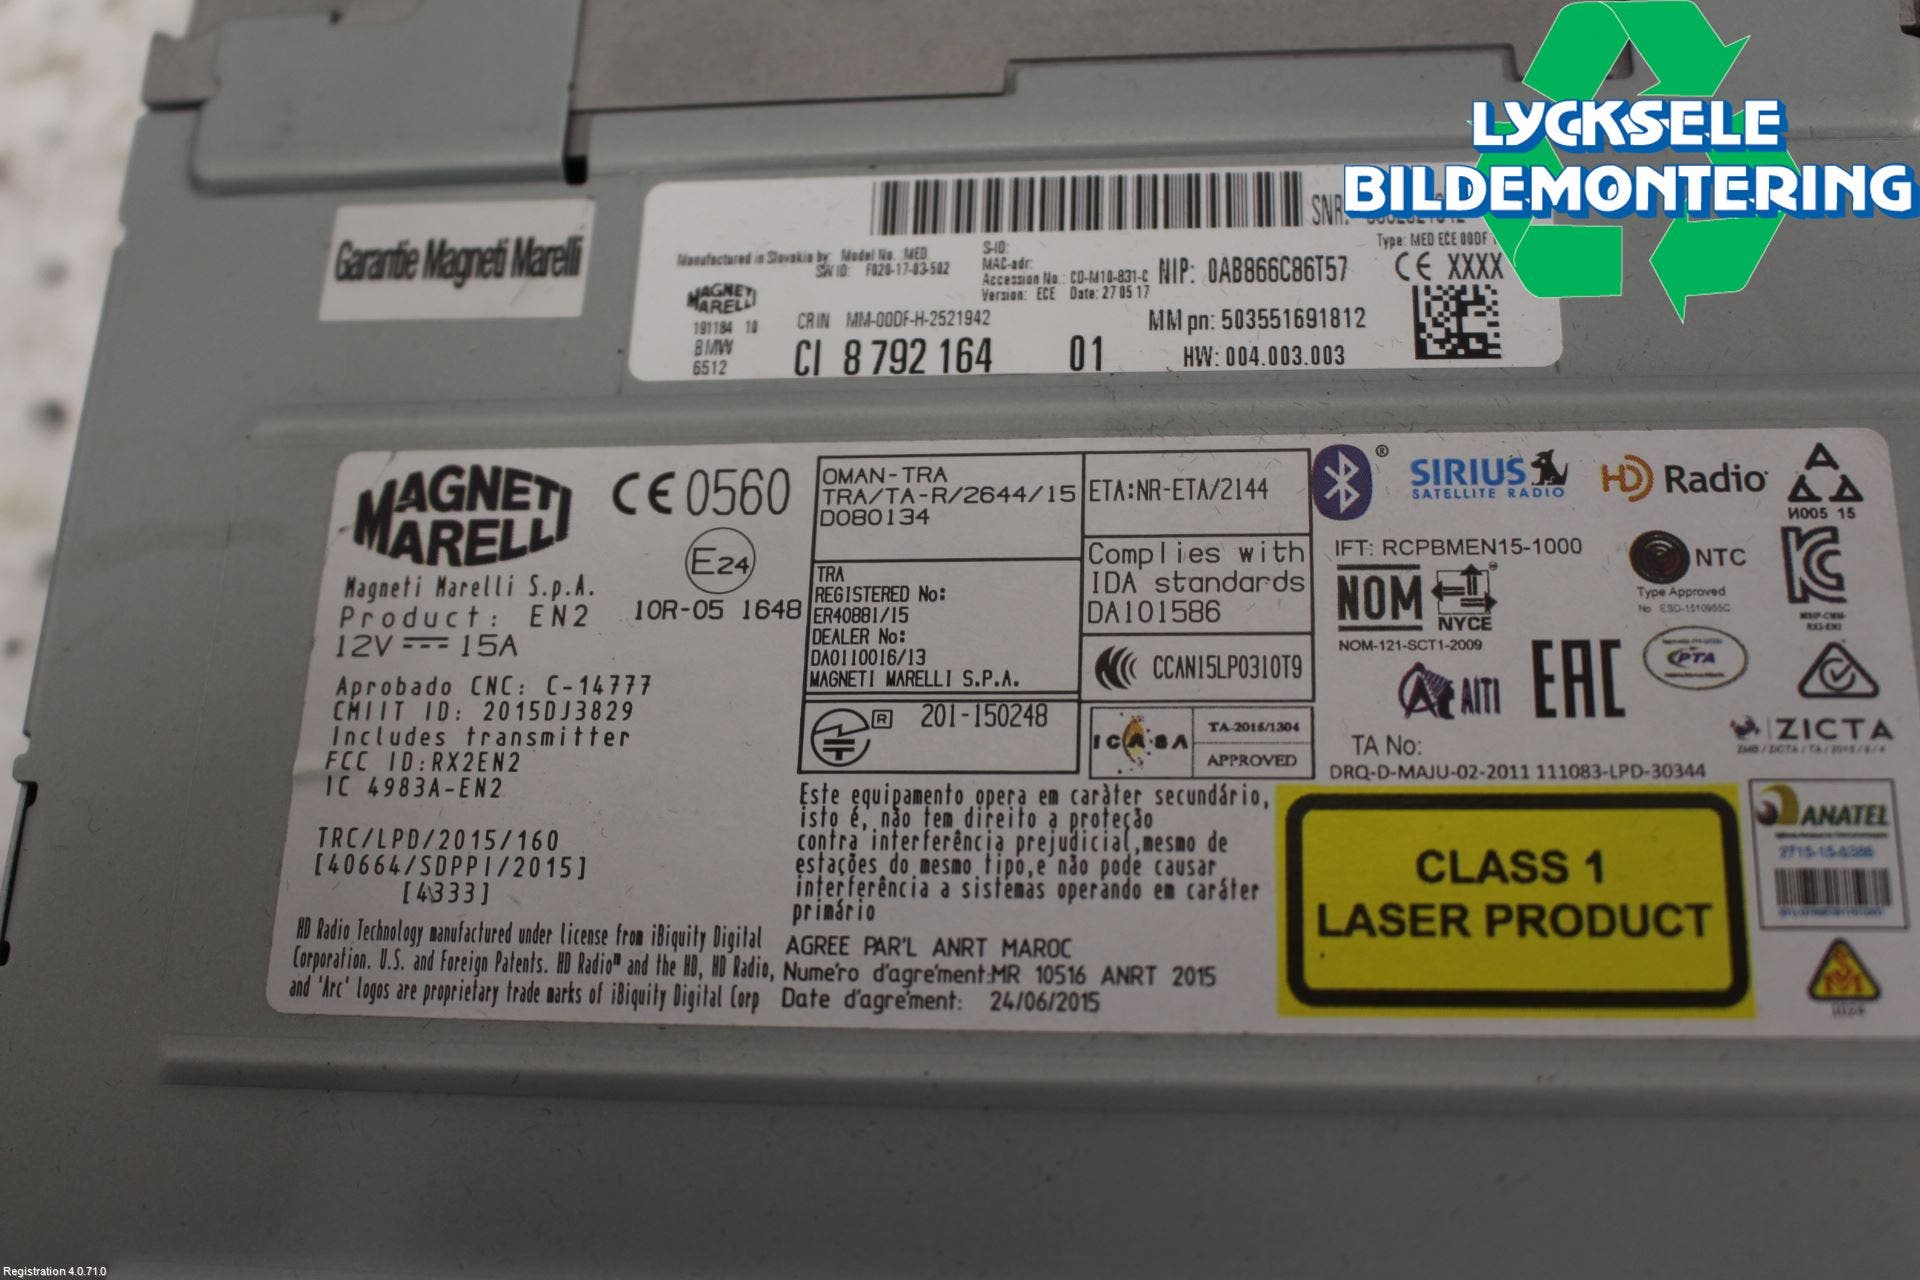 LYCKSELE
BILDEMONTERING
Garantie Magneti Marelli
SNR:
Manufactured in Slovakia by: Model No. MED
SW ID: F020-17-03-502
S-ID:
MAC-adr:
Accession No.: CD-M10-831-C
Version: ECE Date: 27 05 17
NIP: 0AB866C86T57
Type: MED ECE 00DF
CE XXXX
MAGNETI
MARELLI
191184 10
BMW
6512
CRIN MM-00DF-H-2521942
CI 8 792 164 01
MM pn: 503551691812
HW: 004.003.003
MAGNETI
MARELLI
Magneti Marelli S.p.A.
Product: EN2
12V 15A
CE 0560
E24
10R-05 1648
Aprobado CNC: C-14777
CMIIT ID: 2015DJ3829
Includes transmitter
FCC ID:RX2EN2
IC 4983A-EN2
TRC/LPD/2015/160
[40664/SDPPI/2015]
[4333]
HD Radio Technology manufactured under license from iBiquity Digital
Corporation. U.S. and Foreign Patents. HD Radio™ and the HD, HD Radio,
and 'Arc' logos are proprietary trade marks of iBiquity Digital Corp
OMAN-TRA
TRA/TA-R/2644/15
D080134
TRA
REGISTERED No:
ER40881/15
DEALER No:
DA0110016/13
MAGNETI MARELLI S.P.A.
R 201-150248
ETA:NR-ETA/2144
Complies with
IDA standards
DA101586
CCAN15LP0310T9
ICASA
TA-2015/1304
APPROVED
Este equipamento opera em caràter secundário,
isto é, não tem direito a proteção
contra interferência prejudicial,mesmo de
estações do mesmo tipo,e não pode causar
interferência a sistemas operando em caráter
primário
AGREE PAR'L ANRT MAROC
Nume'ro d'agre'ment:MR 10516 ANRT 2015
Date d'agre'ment: 24/06/2015
® SIRIUS
SATELLITE RADIO
HD Radio
И005 15
IFT: RCPBMEN15-1000
NOM
NYCE
NOM-121-SCT1-2009
NTC
Type Approved
No ESD-1510955C
AITI
EAC
PTA
ZICTA
TA No:
DRQ-D-MAJU-02-2011 111083-LPD-30344
CLASS 1
LASER PRODUCT
ANATEL
Registration 4.0.71.0